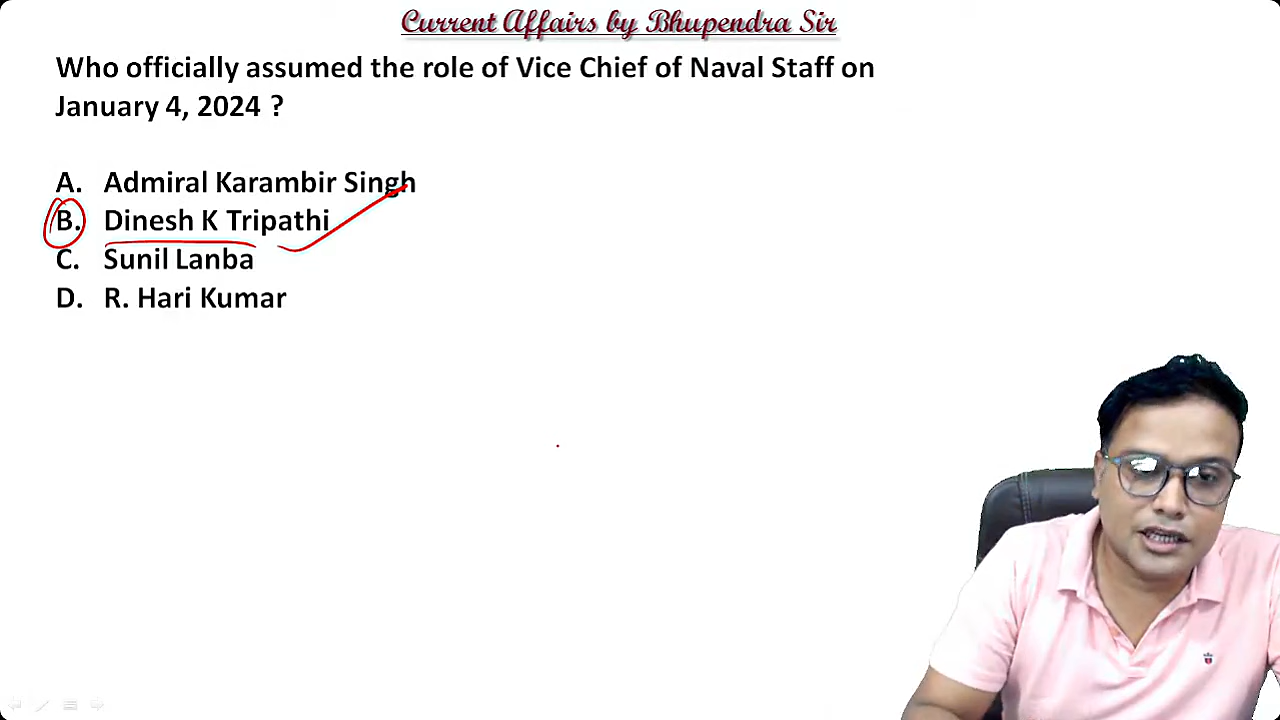 Current Affairs by Bhupendra Sir
Who officially assumed the role of Vice Chief of Naval Staff on
January 4, 2024 ?
A. Admiral Karambir Singh
B. Dinesh K Tripathi
C. Sunil Lanba
D. R. Hari Kumar